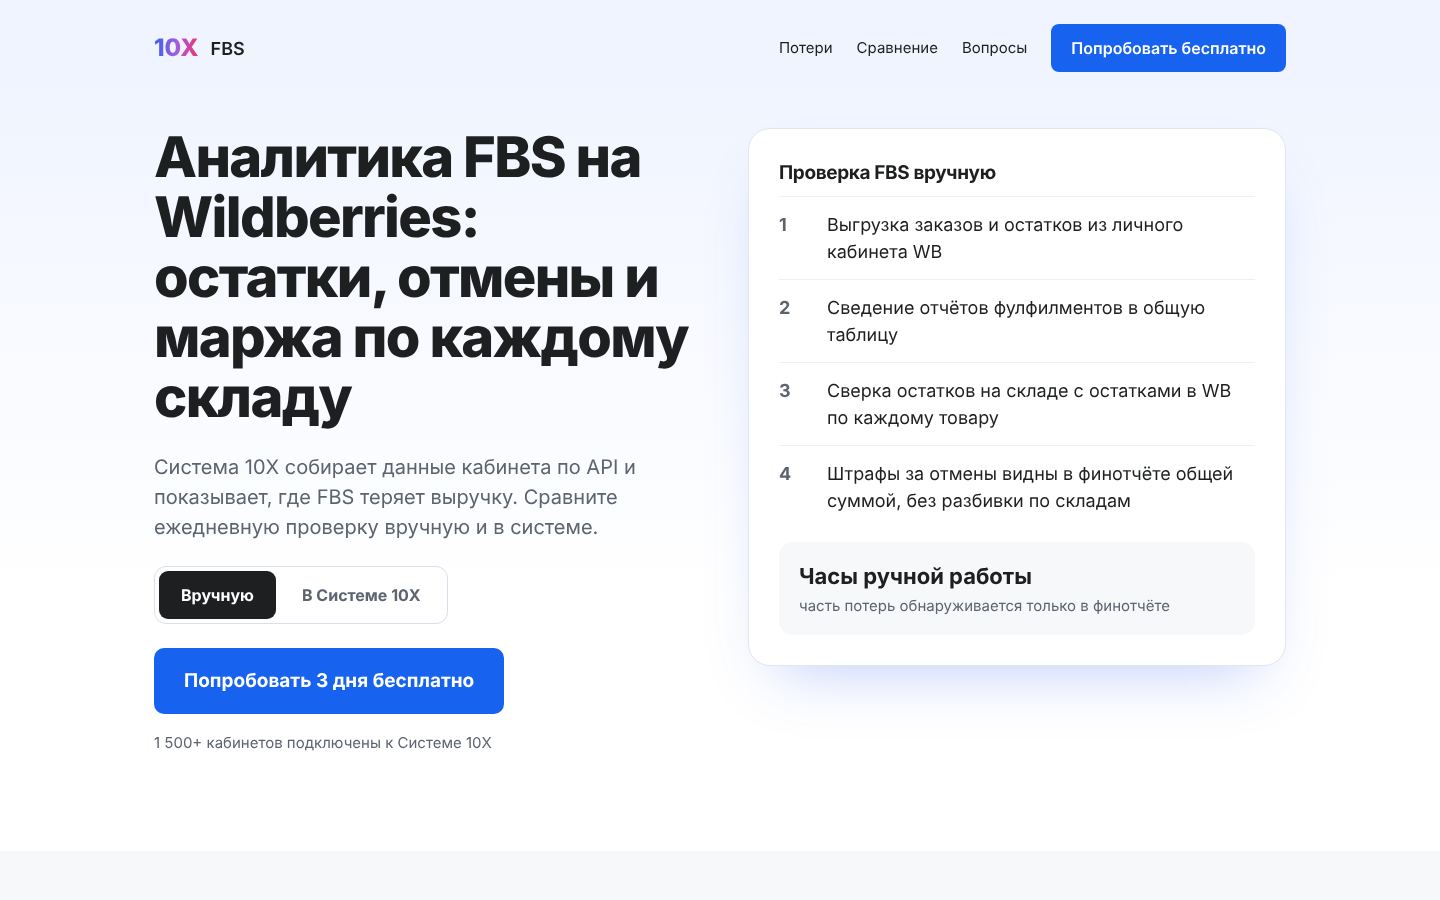 10X FBS
Потери
Сравнение
Вопросы
Попробовать бесплатно
Аналитика FBS на
Wildberries:
остатки, отмены и
маржа по каждому
складу
Система 10X собирает данные кабинета по API и
показывает, где FBS теряет выручку. Сравните
ежедневную проверку вручную и в системе.
Вручную
В Системе 10X
Попробовать 3 дня бесплатно
1 500+ кабинетов подключены к Системе 10X
Проверка FBS вручную
1 Выгрузка заказов и остатков из личного
кабинета WB
2 Сведение отчётов фулфилментов в общую
таблицу
3 Сверка остатков на складе с остатками в WB
по каждому товару
4 Штрафы за отмены видны в финотчёте общей
суммой, без разбивки по складам
Часы ручной работы
часть потерь обнаруживается только в финотчёте